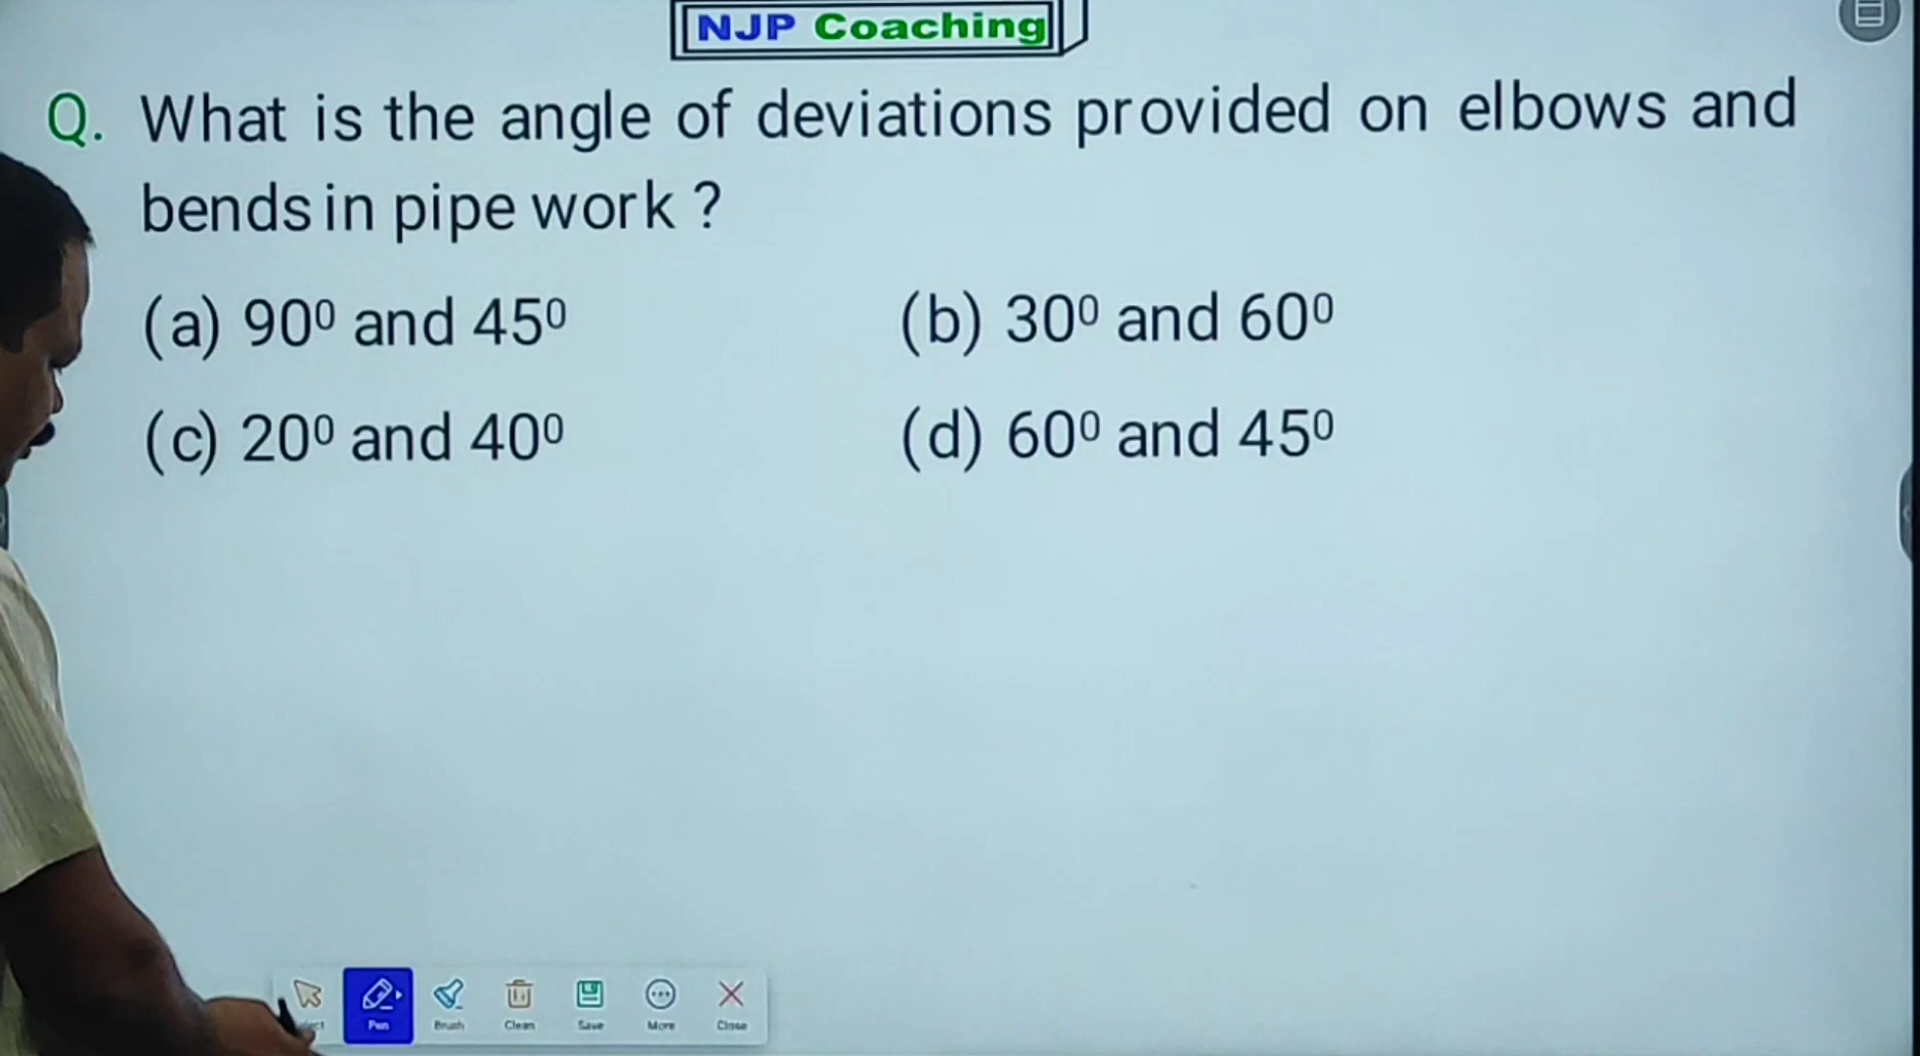 NJP Coaching
Q. What is the angle of deviations provided on elbows and
bends in pipe work ?
(a) 90⁰ and 45⁰
(b) 30⁰ and 60⁰
(c) 20⁰ and 40⁰
(d) 60⁰ and 45⁰
Pen Brush Clean Save More Close